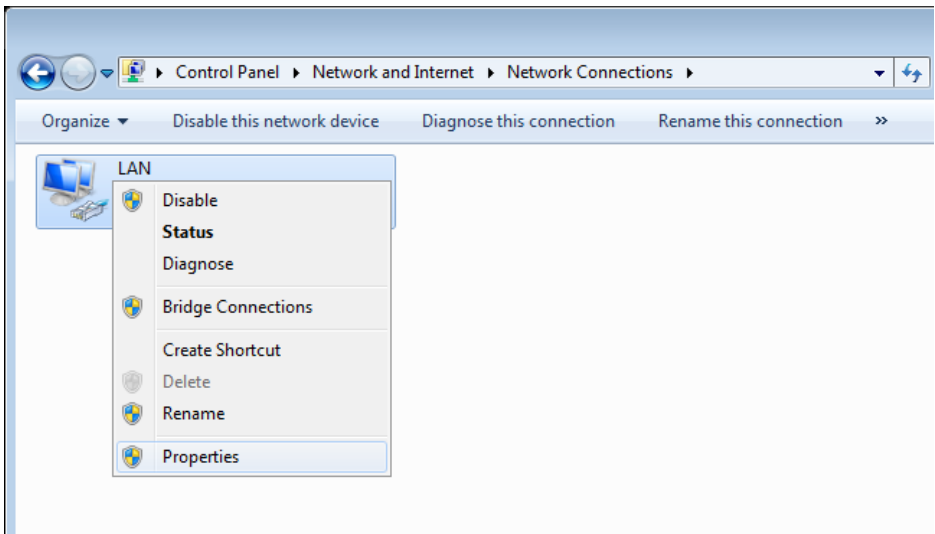 Control Panel Network and Internet Network Connections
Organize Disable this network device Diagnose this connection Rename this connection »
LAN
Disable
Status
Diagnose
Bridge Connections
Create Shortcut
Delete
Rename
Properties